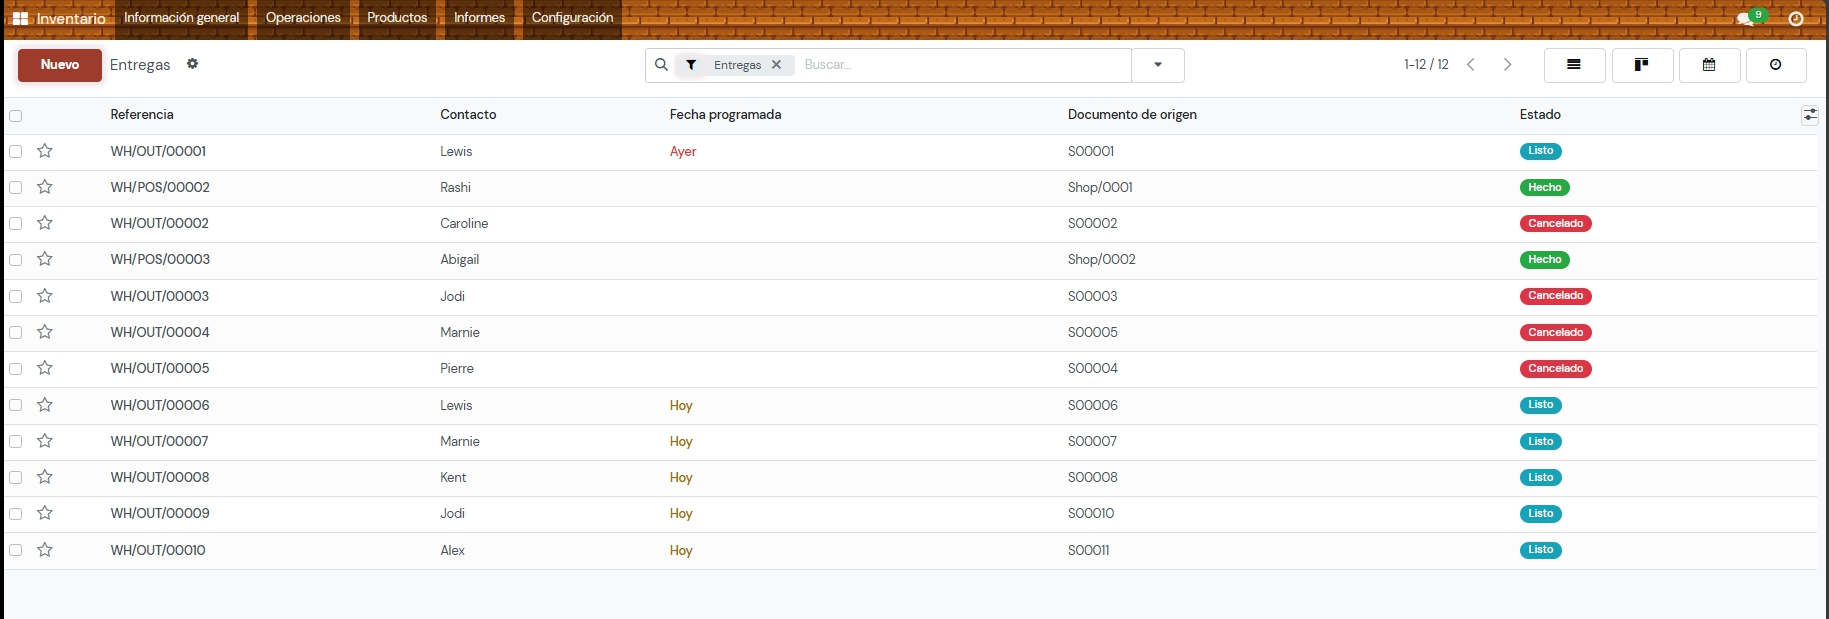 Inventario Información general Operaciones Productos Informes Configuración 9
Nuevo Entregas Entregas Buscar... 1-12 / 12
Referencia Contacto Fecha programada Documento de origen Estado
WH/OUT/00001 Lewis Ayer S00001 Listo
WH/POS/00002 Rashi Shop/0001 Hecho
WH/OUT/00002 Caroline S00002 Cancelado
WH/POS/00003 Abigail Shop/0002 Hecho
WH/OUT/00003 Jodi S00003 Cancelado
WH/OUT/00004 Marnie S00005 Cancelado
WH/OUT/00005 Pierre S00004 Cancelado
WH/OUT/00006 Lewis Hoy S00006 Listo
WH/OUT/00007 Marnie Hoy S00007 Listo
WH/OUT/00008 Kent Hoy S00008 Listo
WH/OUT/00009 Jodi Hoy S00010 Listo
WH/OUT/00010 Alex Hoy S00011 Listo